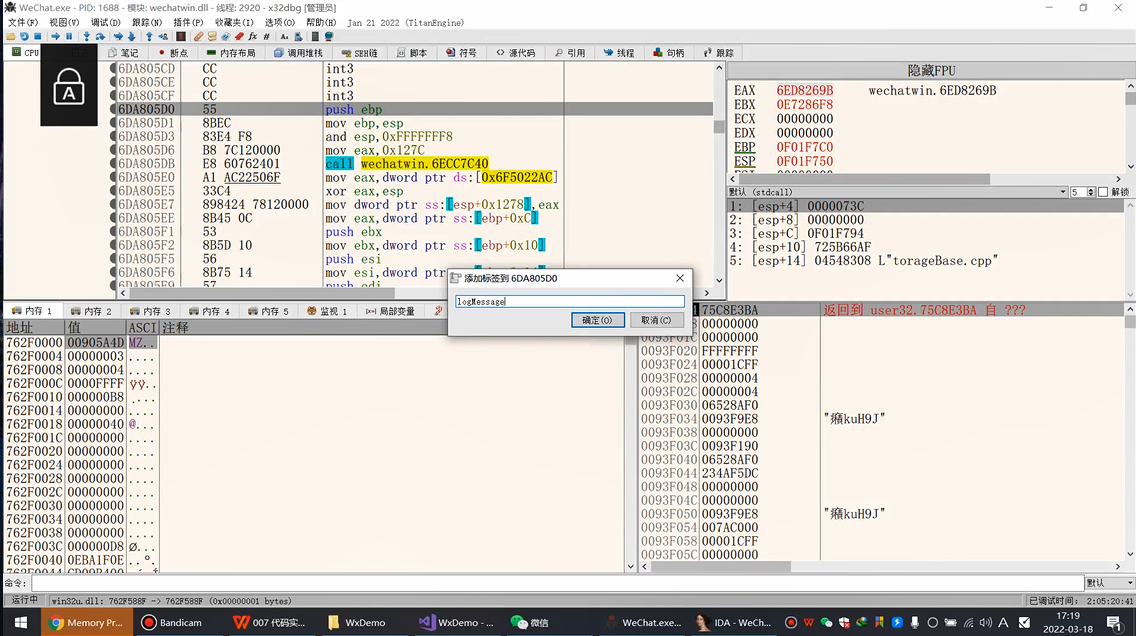 WeChat.exe - PID: 1688 - 模块: wechatwin.dll - 线程: 2920 - x32dbg [管理员]
文件(F) 视图(V) 调试(D) 跟踪(N) 插件(P) 收藏夹(I) 选项(O) 帮助(H) Jan 21 2022 (TitanEngine)
CPU 笔记 断点 内存布局 调用堆栈 SEH链 脚本 符号 源代码 引用 线程 句柄 跟踪
6DA805CD CC int3
6DA805CE CC int3
6DA805CF CC int3
6DA805D0 55 push ebp
6DA805D1 8BEC mov ebp,esp
6DA805D3 83E4 F8 and esp,0xFFFFFFF8
6DA805D6 B8 7C120000 mov eax,0x127C
6DA805DB E8 60762401 call wechatwin.6ECC7C40
6DA805E0 A1 AC22506F mov eax,dword ptr ds:[0x6F5022AC]
6DA805E5 33C4 xor eax,esp
6DA805E7 898424 78120000 mov dword ptr ss:[esp+0x1278],eax
6DA805EE 8B45 0C mov eax,dword ptr ss:[ebp+0xC]
6DA805F1 53 push ebx
6DA805F2 8B5D 10 mov ebx,dword ptr ss:[ebp+0x10]
6DA805F5 56 push esi
6DA805F6 8B75 14 mov esi,dword ptr
6DA805F9 57 push edi
隐藏FPU
EAX 6ED8269B wechatwin.6ED8269B
EBX 0E7286F8
ECX 00000000
EDX 00000000
EBP 0F01F7C0
ESP 0F01F750
默认 (stdcall) 5 解锁
1: [esp+4] 0000073C
2: [esp+8] 00000000
3: [esp+C] 0F01F794
4: [esp+10] 725B66AF
5: [esp+14] 04548308 L"torageBase.cpp"
添加标签到 6DA805D0
logMessage
确定(O) 取消(C)
内存 1 内存 2 内存 3 内存 4 内存 5 监视 1 局部变量
地址 值 ASCI 注释
762F0000 00905A4D MZ..
762F0004 00000003 ....
762F0008 00000004 ....
762F000C 0000FFFF ÿÿ..
762F0010 000000B8 ....
762F0014 00000000 ....
762F0018 00000040 @...
762F001C 00000000 ....
762F0020 00000000 ....
762F0024 00000000 ....
762F0028 00000000 ....
762F002C 00000000 ....
762F0030 00000000 ....
762F0034 00000000 ....
762F0038 00000000 ....
762F003C 000000D8 Ø...
762F0040 0EBA1F0E ..º.
75C8E3BA 返回到 user32.75C8E3BA 自 ???
00000000
0093F01C 00000000
0093F020 FFFFFFFF
0093F024 00001CFF
0093F028 00000004
0093F02C 00000004
0093F030 06528AF0
0093F034 0093F9E8 "癪kuH9J"
0093F038 00000000
0093F03C 0093F190
0093F040 06528AF0
0093F044 234AF5DC
0093F048 00000000
0093F04C 00000000
0093F050 0093F9E8 "癪kuH9J"
0093F054 007AC000
0093F058 00001CFF
0093F05C 00000000
命令: 默认
运行中 win32u.dll: 762F588F -> 762F588F (0x00000001 bytes) 已调试时间: 2:05:20:41
Memory Pr... Bandicam 007 代码实... WxDemo WxDemo - ... 微信 WeChat.exe... IDA - WeCh... 17:19
2022-03-18